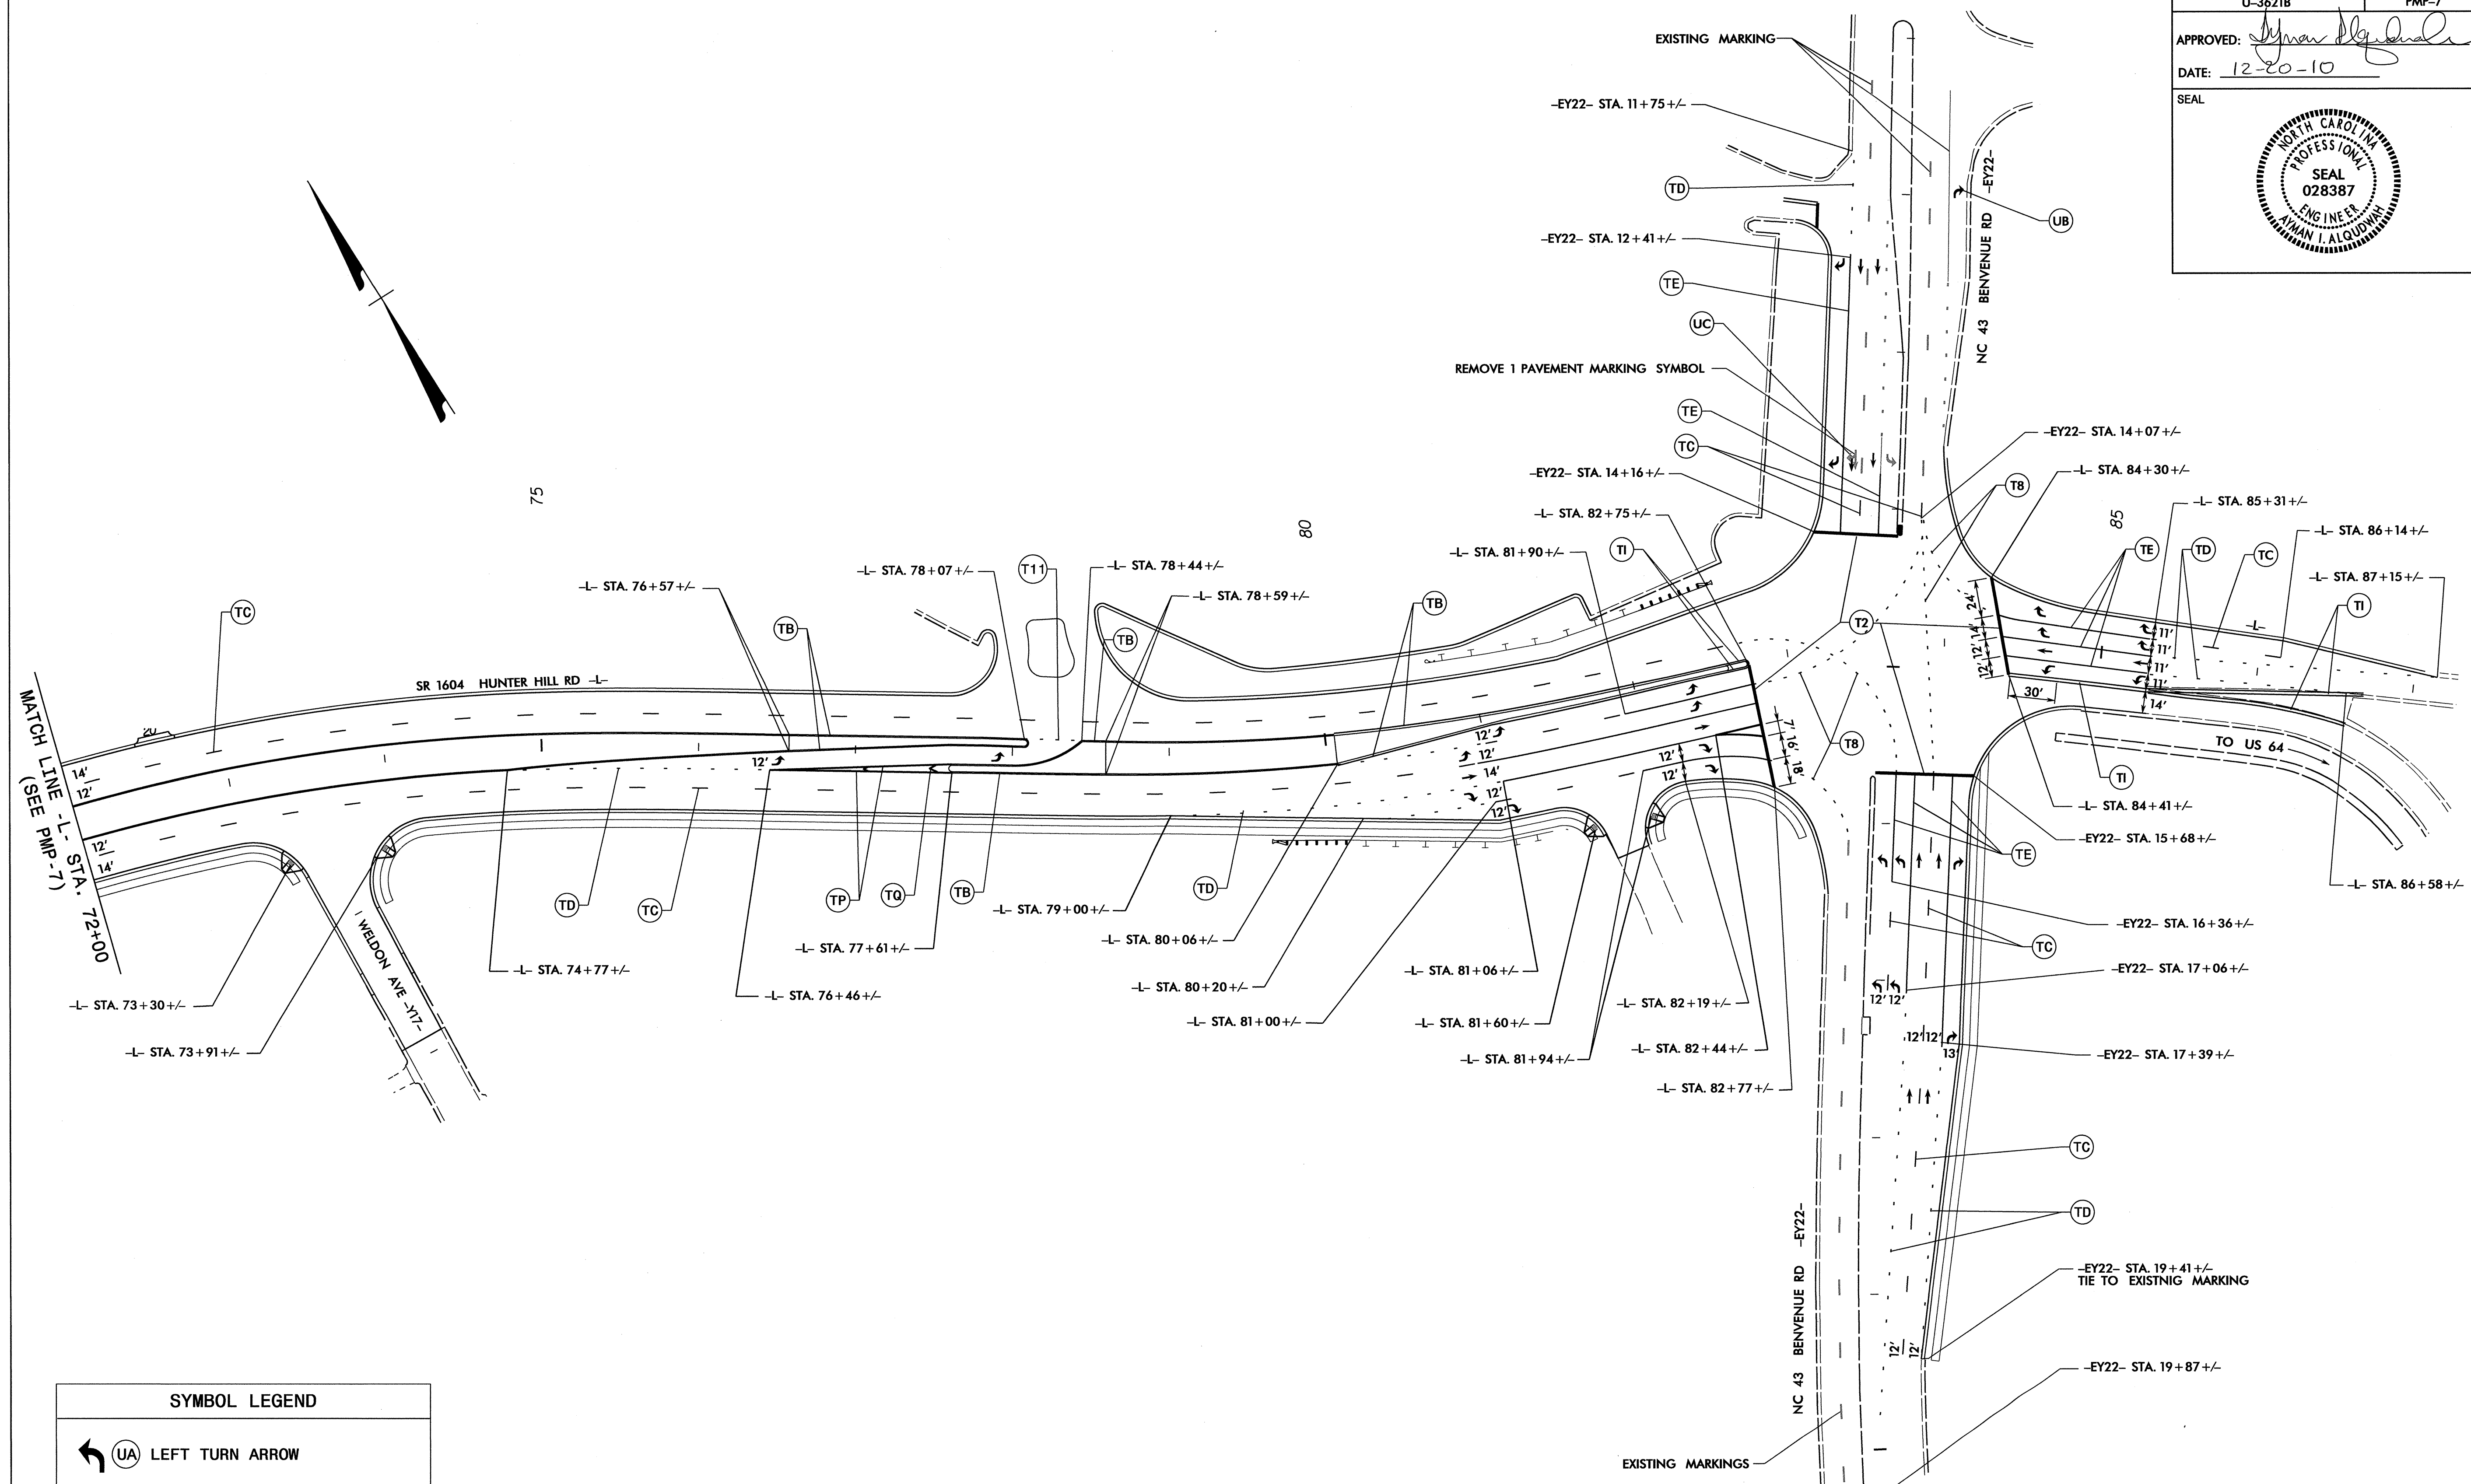 U-3621B PMP-7
APPROVED:
DATE: 12-20-10
SEAL
NORTH CAROLINA
PROFESSIONAL
SEAL
028387
ENGINEER
AYMAN I. ALQUDWAH
EXISTING MARKING
-EY22- STA. 11+75+/-
TD
UB
NC 43 BENVENUE RD -EY22-
-EY22- STA. 12+41+/-
TE
UC
REMOVE 1 PAVEMENT MARKING SYMBOL
TE
TC
-EY22- STA. 14+16+/-
-L- STA. 82+75+/-
-L- STA. 81+90+/-
TI
-EY22- STA. 14+07+/-
-L- STA. 84+30+/-
T8
85
-L- STA. 85+31+/-
-L- STA. 86+14+/-
-L- STA. 87+15+/-
TE
TD
TC
TI
75
80
-L- STA. 76+57+/-
-L- STA. 78+07+/-
T11
-L- STA. 78+44+/-
-L- STA. 78+59+/-
TC
TB
TB
TB
T2
24'
14'
12'
12'
11'
11'
11'
11'
-L-
30'
14'
SR 1604 HUNTER HILL RD -L-
20
MATCH LINE -L- STA. 72+00
(SEE PMP-7)
14'
12'
12'
14'
12'
12'
12'
14'
12'
12'
12'
12'
7'
16'
18'
T8
TO US 64
TI
-L- STA. 84+41+/-
-EY22- STA. 15+68+/-
TE
-L- STA. 86+58+/-
TD
TC
TP
TQ
TB
TD
-L- STA. 79+00+/-
-L- STA. 77+61+/-
-L- STA. 80+06+/-
-L- STA. 74+77+/-
-L- STA. 76+46+/-
-L- STA. 80+20+/-
-L- STA. 81+06+/-
-L- STA. 81+00+/-
-L- STA. 82+19+/-
-L- STA. 81+60+/-
-L- STA. 82+44+/-
-L- STA. 81+94+/-
-L- STA. 82+77+/-
-L- STA. 73+30+/-
-L- STA. 73+91+/-
WELDON AVE -Y17-
-EY22- STA. 16+36+/-
TC
-EY22- STA. 17+06+/-
12' 12'
12' 12'
13'
-EY22- STA. 17+39+/-
TC
TD
NC 43 BENVENUE RD -EY22-
-EY22- STA. 19+41+/-
TIE TO EXISTNIG MARKING
12' 12'
-EY22- STA. 19+87+/-
EXISTING MARKINGS
SYMBOL LEGEND
UA LEFT TURN ARROW